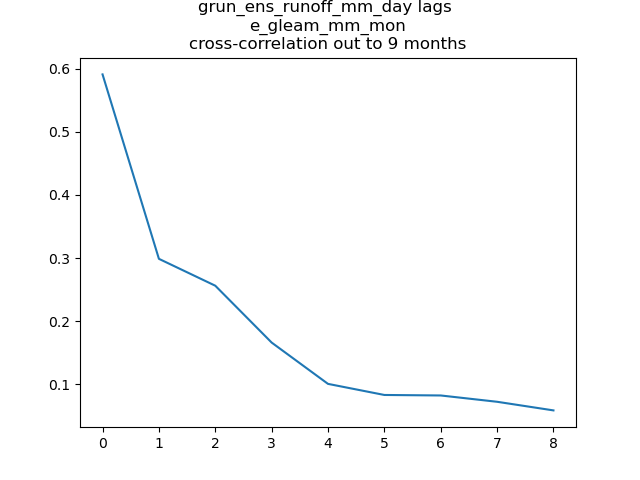 grun_ens_runoff_mm_day lags
e_gleam_mm_mon
cross-correlation out to 9 months
0.6
0.5
0.4
0.3
0.2
0.1
0 1 2 3 4 5 6 7 8